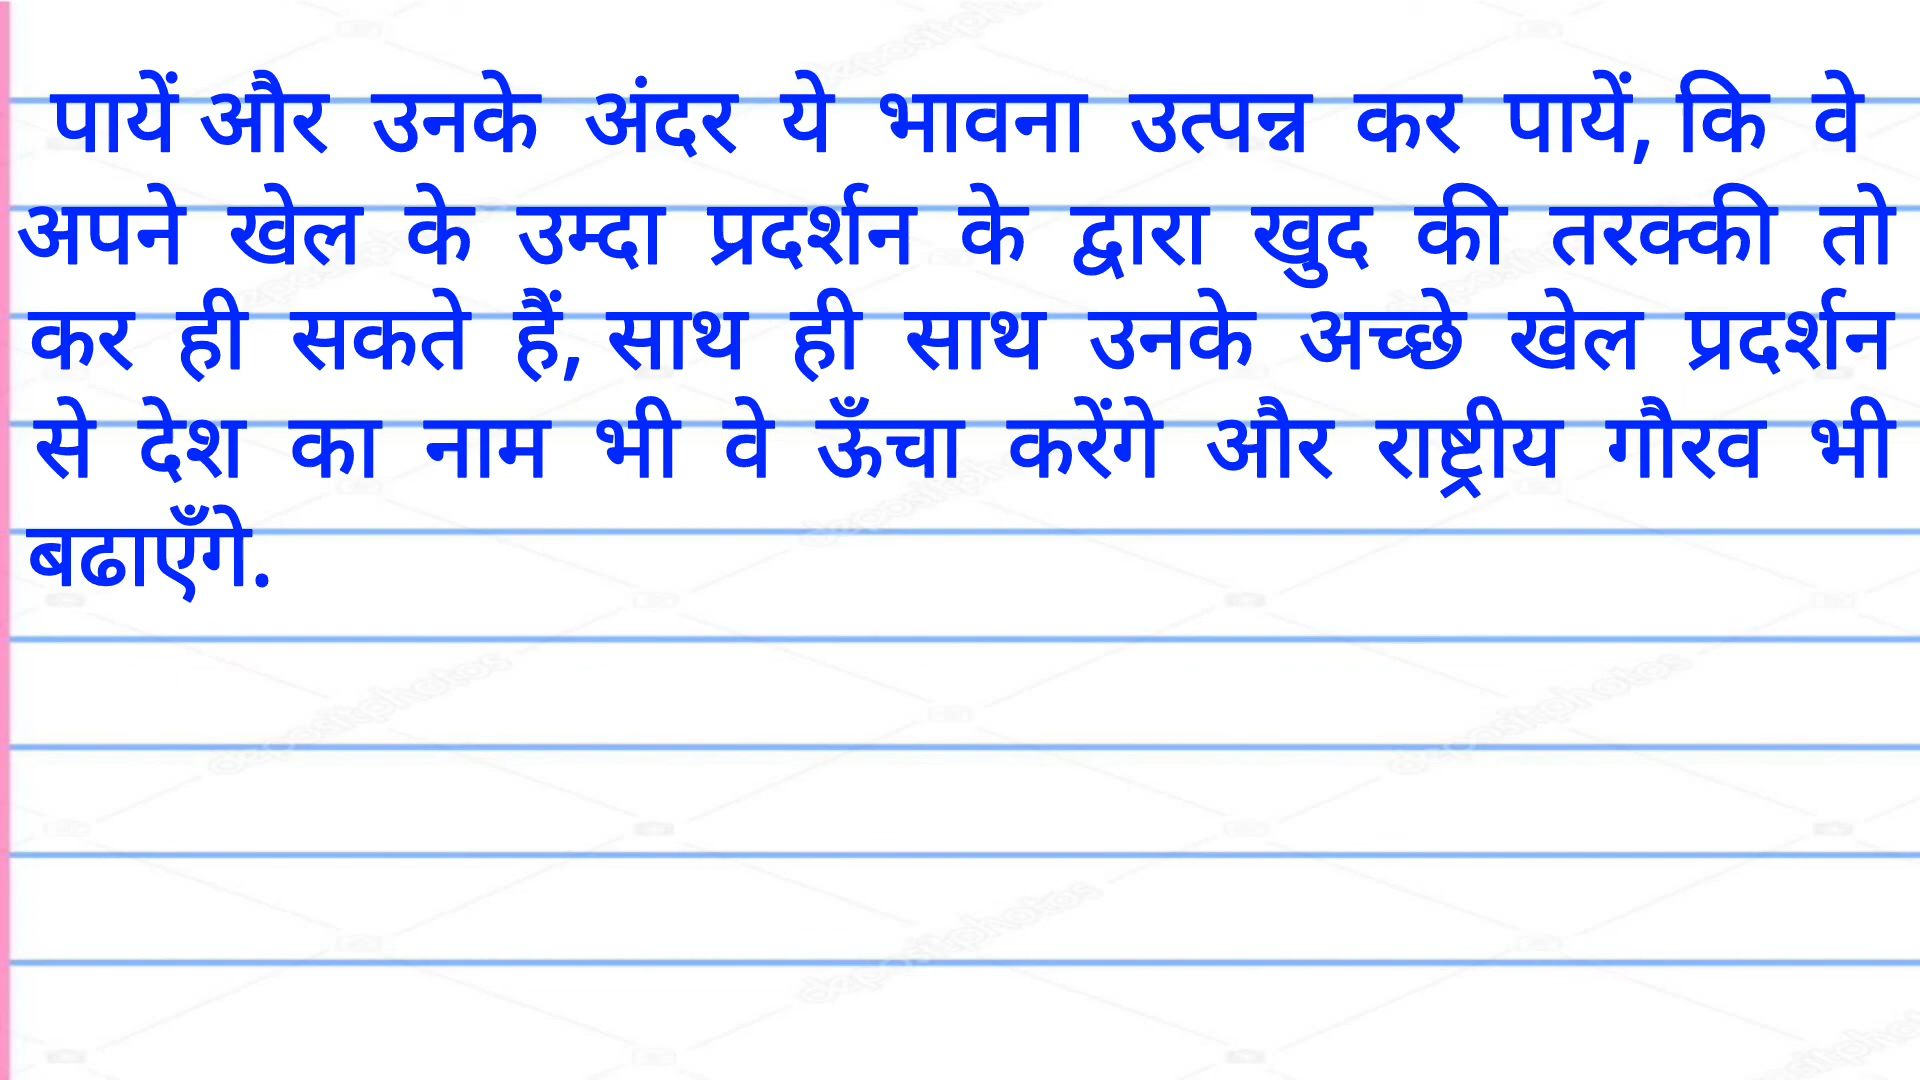 पायें और उनके अंदर ये भावना उत्पन्न कर पायें, कि वे
अपने खेल के उम्दा प्रदर्शन के द्वारा खुद की तरक्की तो
कर ही सकते हैं, साथ ही साथ उनके अच्छे खेल प्रदर्शन
से देश का नाम भी वे ऊँचा करेंगे और राष्ट्रीय गौरव भी
बढाएँगे.